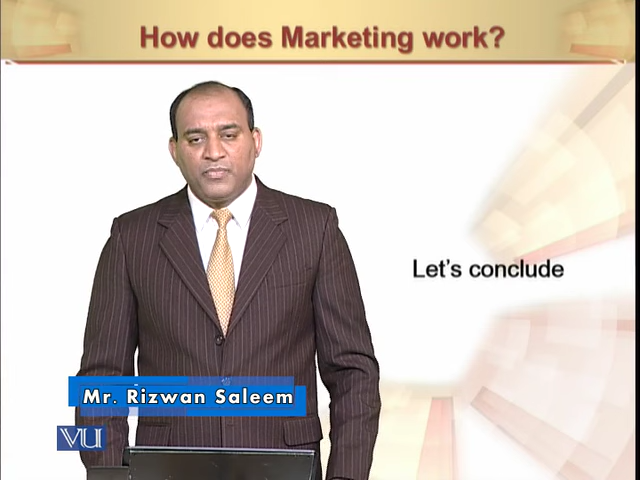 How does Marketing work?
Let's conclude
Mr. Rizwan Saleem
VU